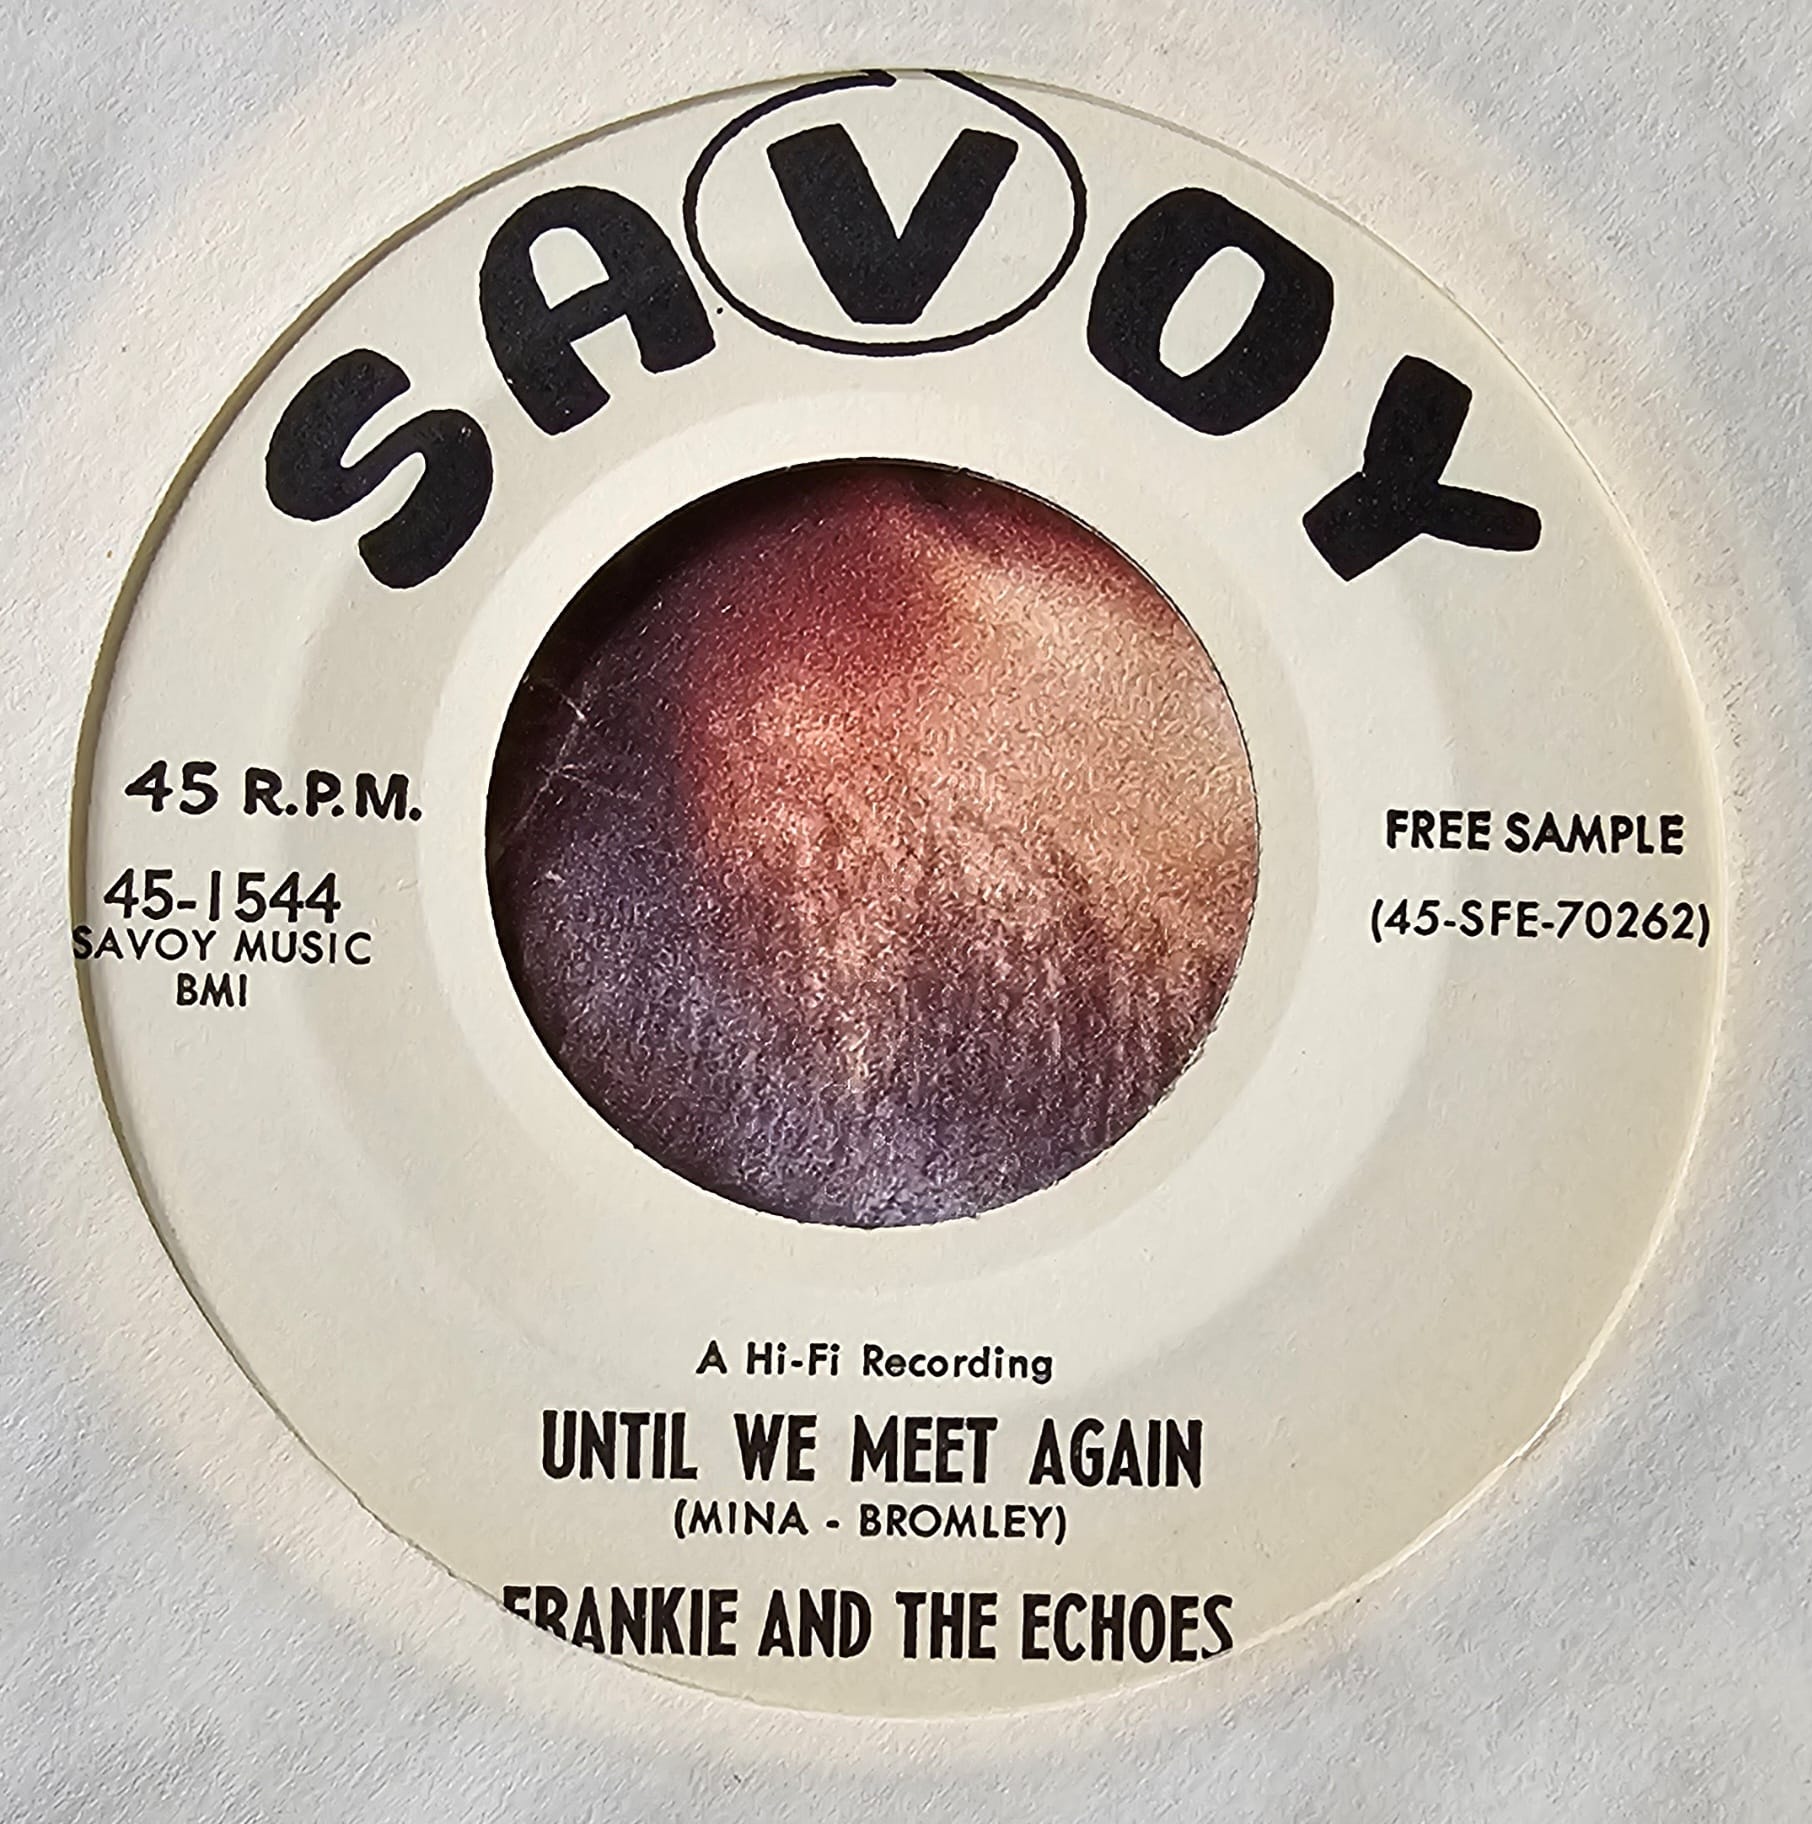 SAVOY
45 R.P.M.
45-1544
SAVOY MUSIC
BMI
FREE SAMPLE
(45-SFE-70262)
A Hi-Fi Recording
UNTIL WE MEET AGAIN
(MINA - BROMLEY)
FRANKIE AND THE ECHOES